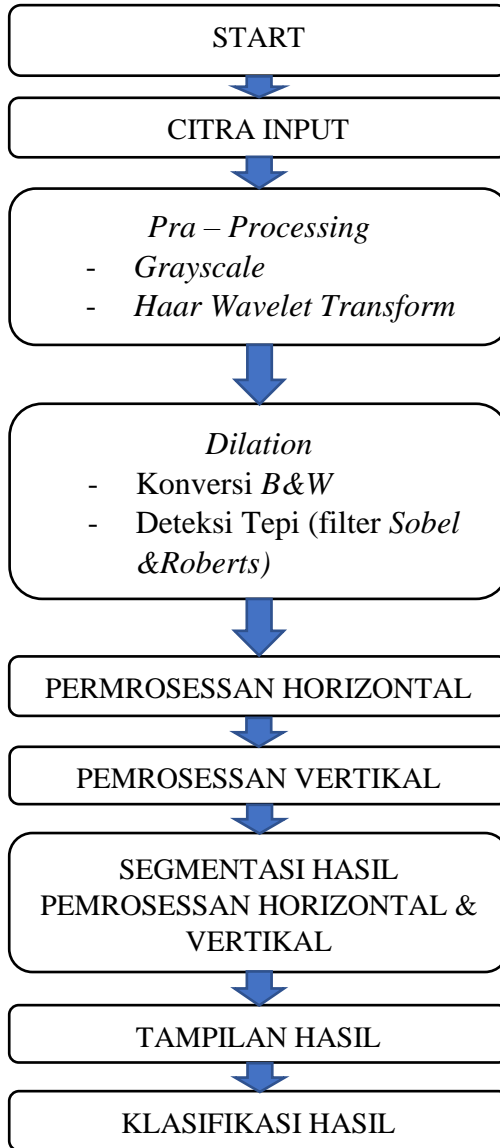 START
CITRA INPUT
Pra – Processing
- Grayscale
- Haar Wavelet Transform
Dilation
- Konversi B&W
- Deteksi Tepi (filter Sobel
&Roberts)
PERMROSESSAN HORIZONTAL
PEMROSESSAN VERTIKAL
SEGMENTASI HASIL
PEMROSESSAN HORIZONTAL &
VERTIKAL
TAMPILAN HASIL
KLASIFIKASI HASIL